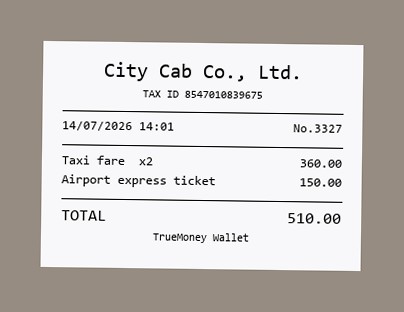 City Cab Co., Ltd.
TAX ID 8547010839675
14/07/2026 14:01 No.3327
Taxi fare x2 360.00
Airport express ticket 150.00
TOTAL 510.00
TrueMoney Wallet